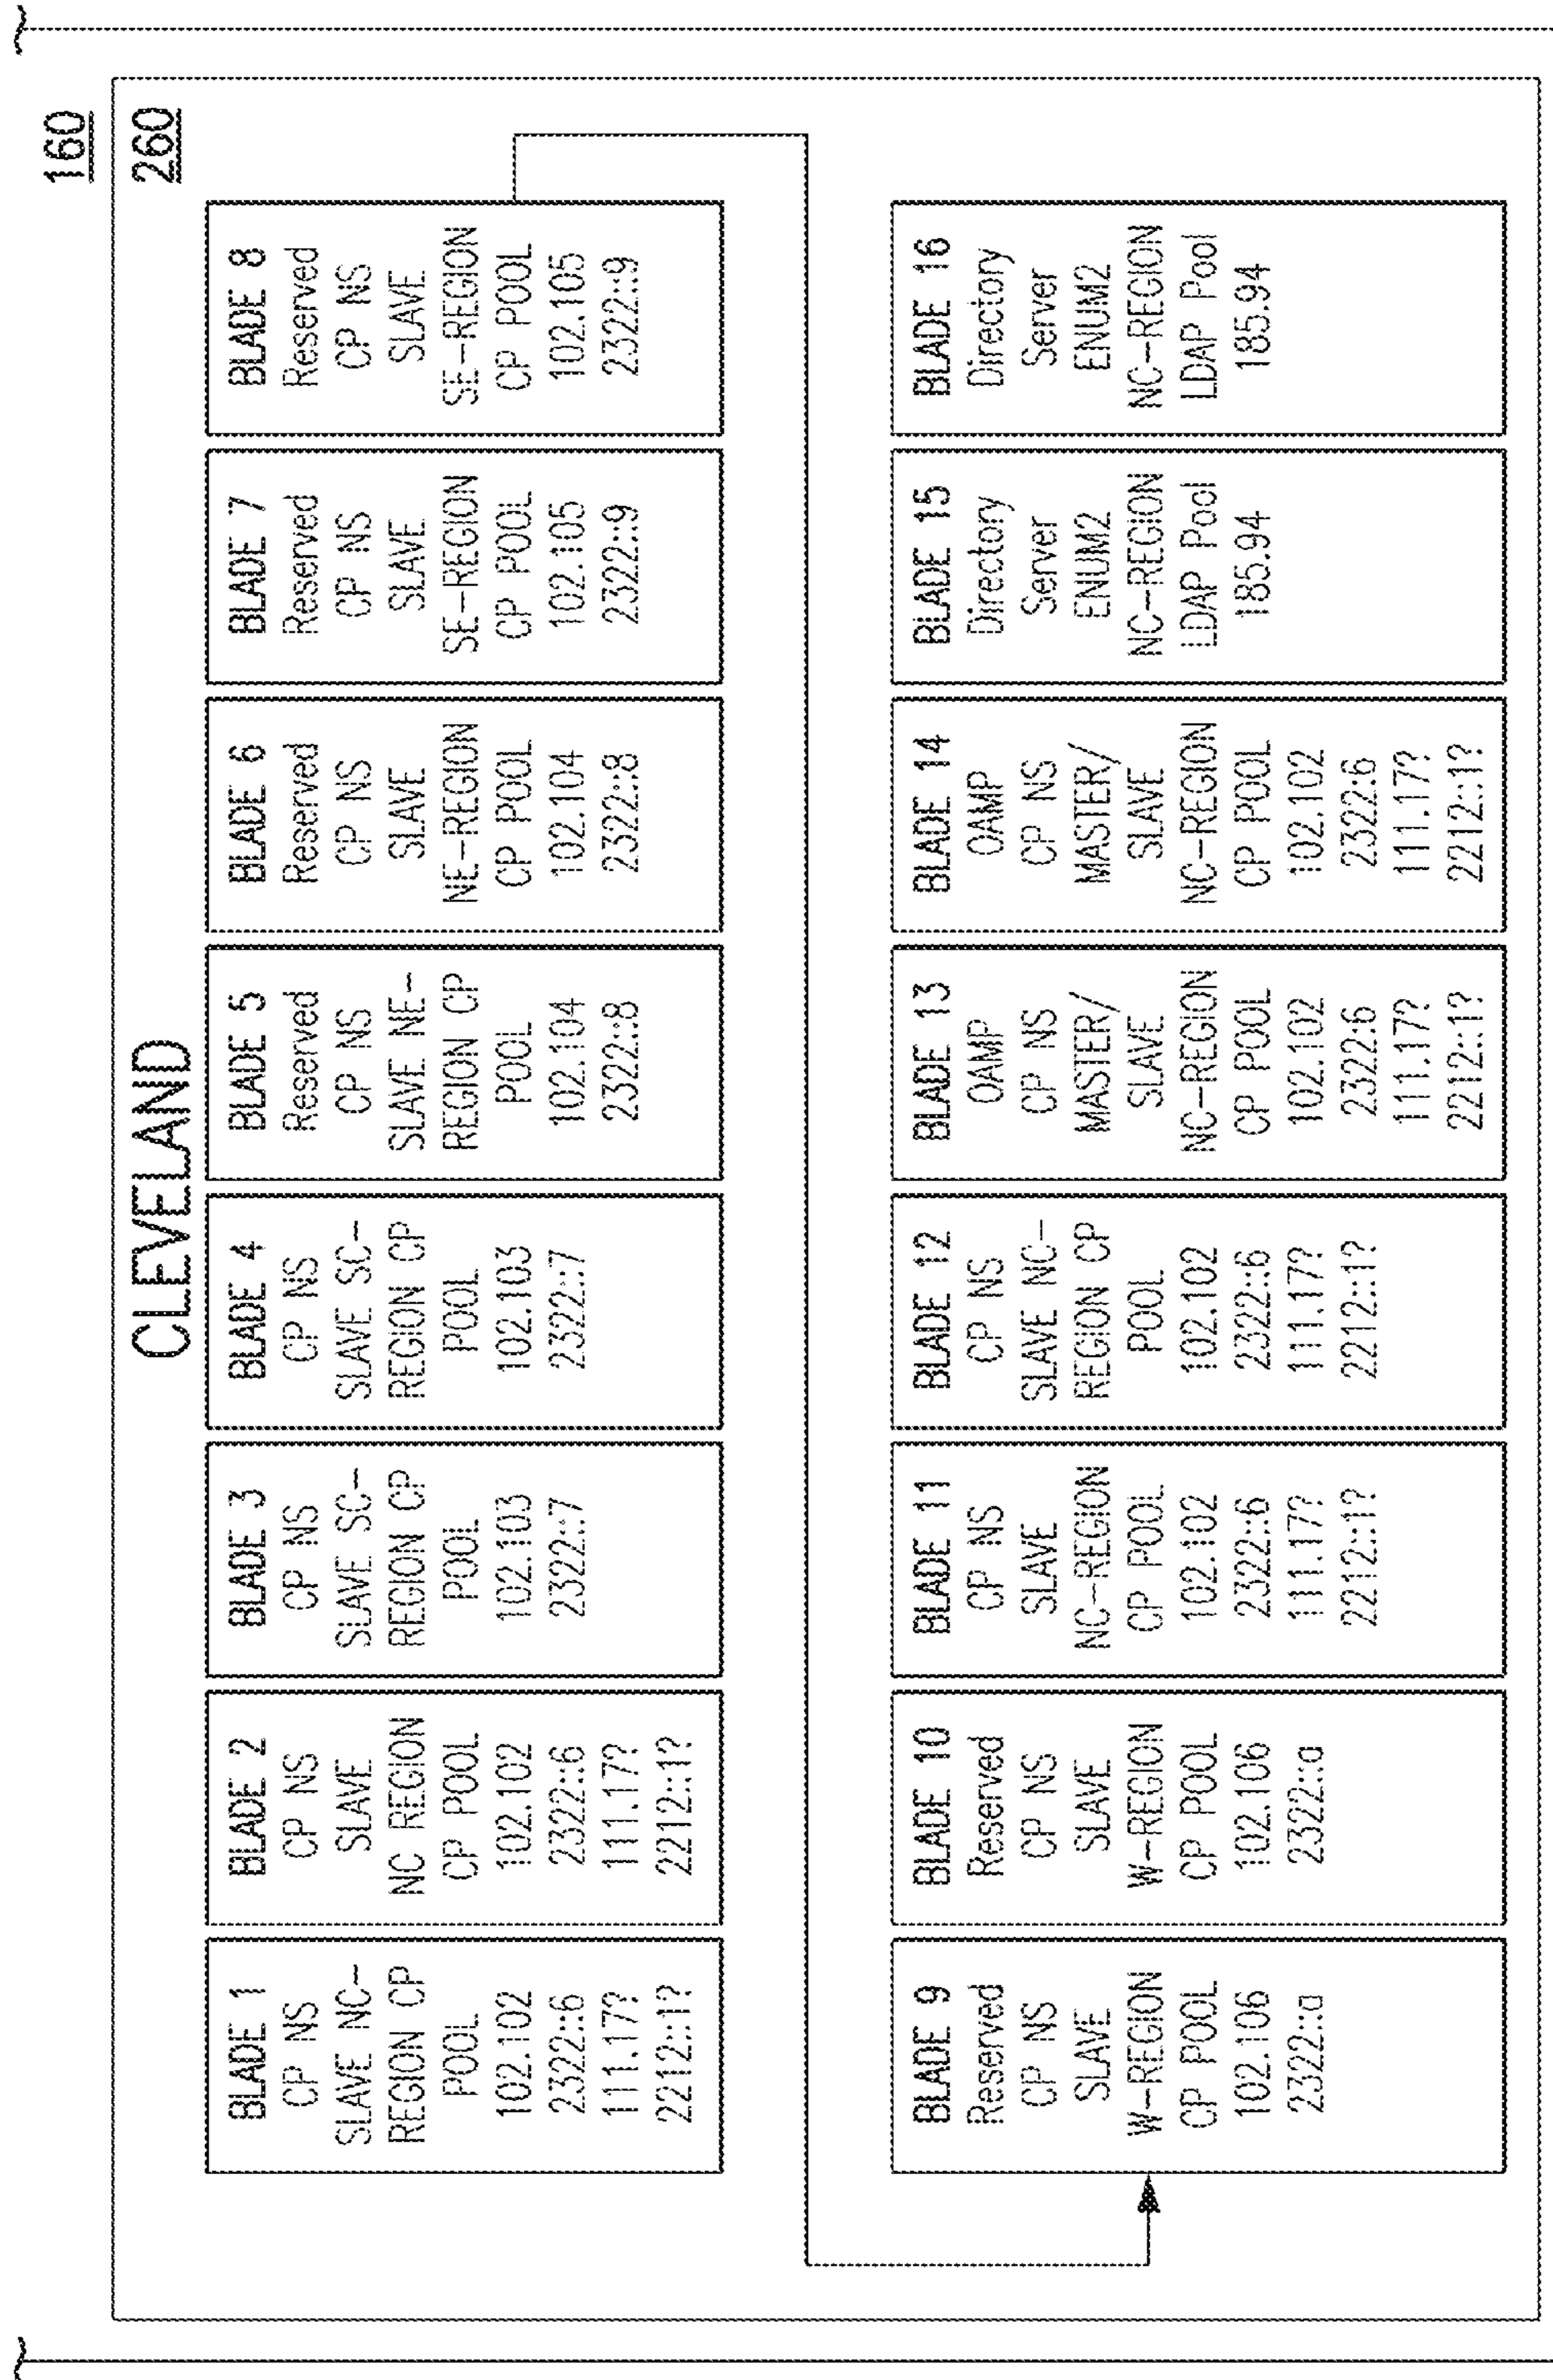 160
260
CLEVELAND
BLADE 1
CP NS
SLAVE NC-
REGION CP
POOL
102.102
2322::6
111.17?
2212::1?
BLADE 2
CP NS
SLAVE
NC REGION
CP POOL
102.102
2322::6
111.17?
2212::1?
BLADE 3
CP NS
SLAVE SC-
REGION CP
POOL
102.103
2322::7
BLADE 4
CP NS
SLAVE SC-
REGION CP
POOL
102.103
2322::7
BLADE 5
Reserved
CP NS
SLAVE NE-
REGION CP
POOL
102.104
2322::8
BLADE 6
Reserved
CP NS
SLAVE
NE-REGION
CP POOL
102.104
2322::8
BLADE 7
Reserved
CP NS
SLAVE
SE-REGION
CP POOL
102.105
2322::9
BLADE 8
Reserved
CP NS
SLAVE
SE-REGION
CP POOL
102.105
2322::9
BLADE 9
Reserved
CP NS
SLAVE
W-REGION
CP POOL
102.106
2322::a
BLADE 10
Reserved
CP NS
SLAVE
W-REGION
CP POOL
102.106
2322::a
BLADE 11
CP NS
SLAVE
NC-REGION
CP POOL
102.102
2322::6
111.17?
2212::1?
BLADE 12
CP NS
SLAVE NC-
REGION CP
POOL
102.102
2322::6
111.17?
2212::1?
BLADE 13
OAMP
CP NS
MASTER/
SLAVE
NC-REGION
CP POOL
102.102
2322:6
111.17?
2212::1?
BLADE 14
OAMP
CP NS
MASTER/
SLAVE
NC-REGION
CP POOL
102.102
2322:6
111.17?
2212::1?
BLADE 15
Directory
Server
ENUM2
NC-REGION
LDAP Pool
185.94
BLADE 16
Directory
Server
ENUM2
NC-REGION
LDAP Pool
185.94